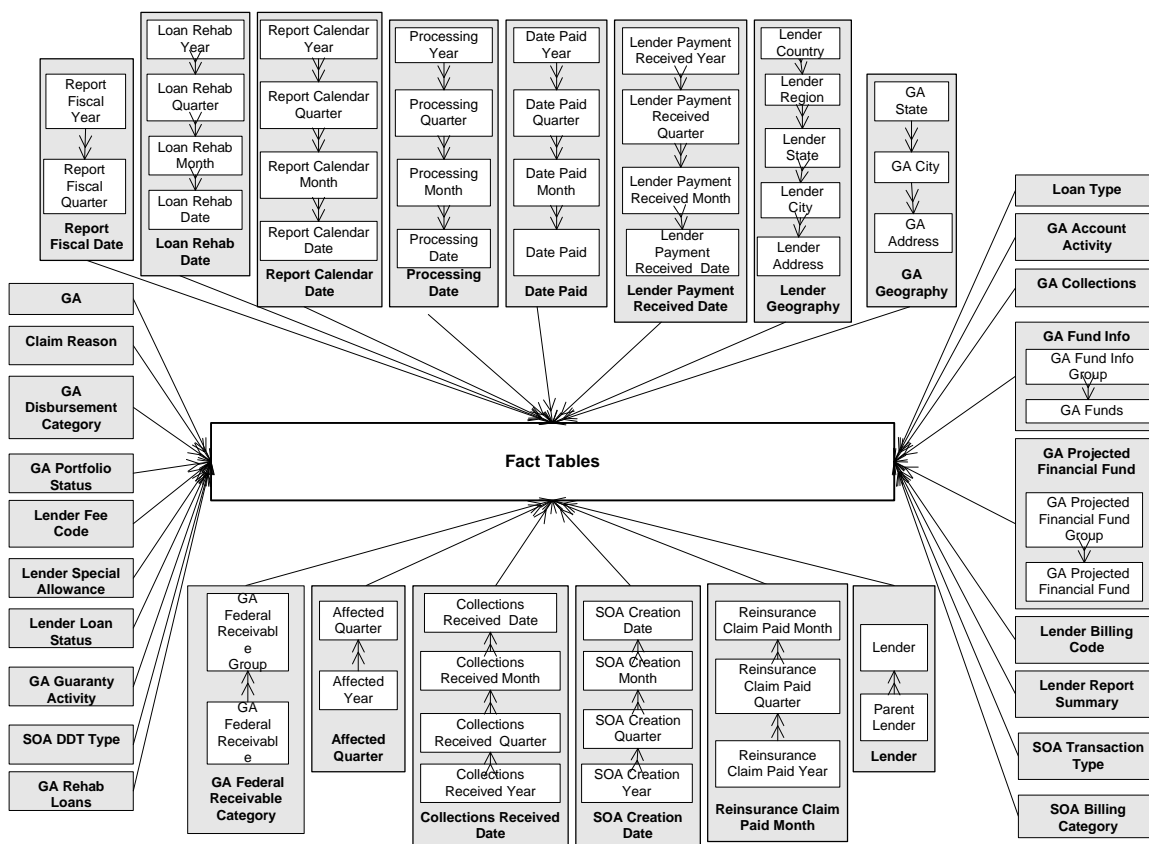 Report
Fiscal
Year
Report
Fiscal
Quarter
Report
Fiscal Date
Loan Rehab
Year
Loan Rehab
Quarter
Loan Rehab
Month
Loan Rehab
Date
Loan Rehab
Date
Report Calendar
Year
Report Calendar
Quarter
Report Calendar
Month
Report Calendar
Date
Report Calendar
Date
Processing
Year
Processing
Quarter
Processing
Month
Processing
Date
Processing
Date
Date Paid
Year
Date Paid
Quarter
Date Paid
Month
Date Paid
Date Paid
Lender Payment
Received Year
Lender Payment
Received
Quarter
Lender Payment
Received Month
Lender
Payment
Received Date
Lender Payment
Received Date
Lender
Country
Lender
Region
Lender
State
Lender
City
Lender
Address
Lender
Geography
GA
State
GA City
GA
Address
GA
Geography
GA
Claim Reason
GA
Disbursement
Category
GA Portfolio
Status
Lender Fee
Code
Lender Special
Allowance
Lender Loan
Status
GA Guaranty
Activity
SOA DDT Type
GA Rehab
Loans
Fact Tables
Loan Type
GA Account
Activity
GA Collections
GA Fund Info
GA Fund Info
Group
GA Funds
GA Projected
Financial Fund
GA Projected
Financial Fund
Group
GA Projected
Financial Fund
Lender Billing
Code
Lender Report
Summary
SOA Transaction
Type
SOA Billing
Category
GA
Federal
Receivabl
e
Group
GA
Federal
Receivabl
e
GA Federal
Receivable
Category
Affected
Quarter
Affected
Year
Affected
Quarter
Collections
Received Date
Collections
Received Month
Collections
Received Quarter
Collections
Received Year
Collections Received
Date
SOA Creation
Date
SOA Creation
Month
SOA Creation
Quarter
SOA Creation
Year
SOA Creation
Date
Reinsurance
Claim Paid Month
Reinsurance
Claim Paid
Quarter
Reinsurance
Claim Paid Year
Reinsurance Claim
Paid Month
Lender
Parent
Lender
Lender